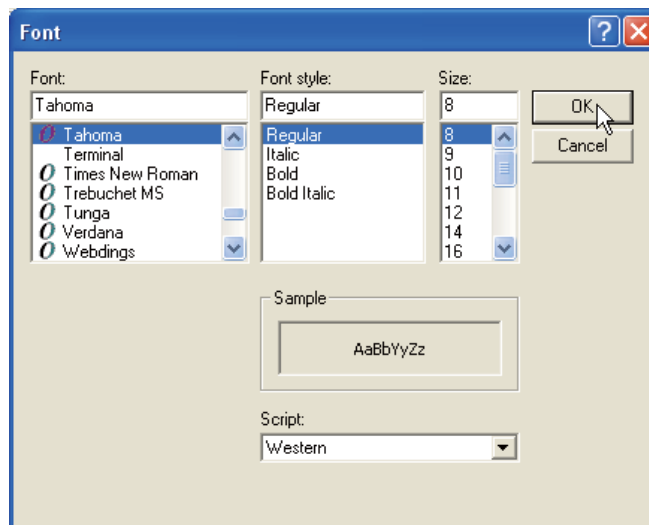 Font
Font:
Tahoma
Tahoma
Terminal
Times New Roman
Trebuchet MS
Tunga
Verdana
Webdings
Font style:
Regular
Regular
Italic
Bold
Bold Italic
Size:
8
8
9
10
11
12
14
16
OK
Cancel
Sample
AaBbYyZz
Script:
Western